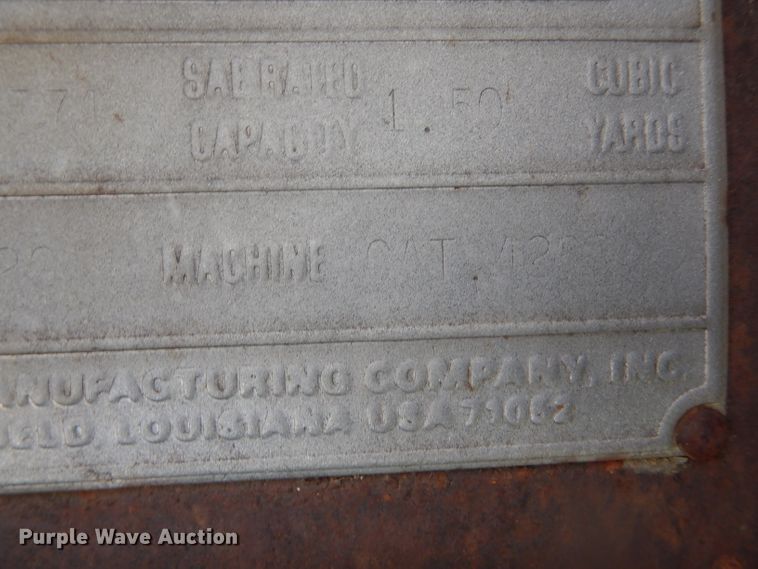 SAE RATED
CAPACITY 1.50
CUBIC
YARDS
MACHINE CAT
MANUFACTURING COMPANY, INC.
LOUISIANA USA
Purple Wave Auction